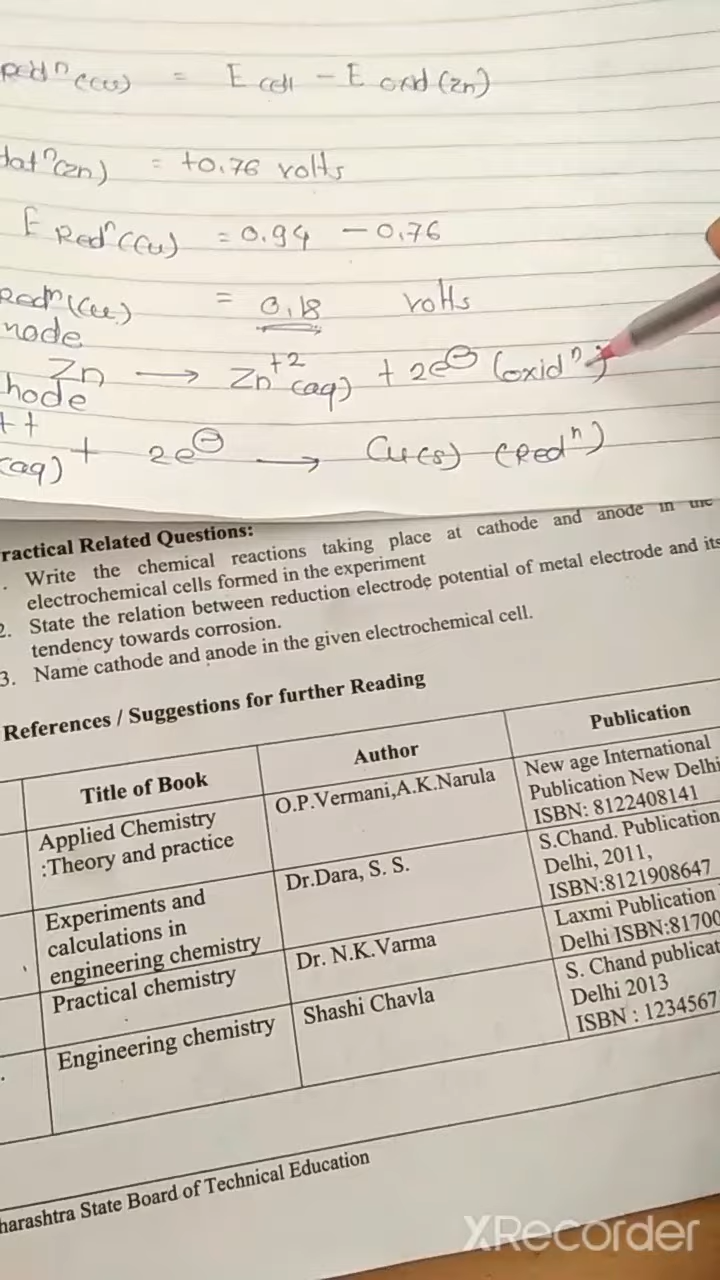 Redⁿ(Cu) = E cell - E oxid (Zn)
datⁿ(Zn) = +0.76 volts
E Redⁿ(Cu) = 0.94 - 0.76
Redⁿ(Cu) = 0.18 volts
node
Zn → Zn⁺²(aq) + 2e⊖ (oxidⁿ)
hode
++
(aq) + 2e⊖ → Cu(s) (Redⁿ)
ractical Related Questions:
. Write the chemical reactions taking place at cathode and anode in the
electrochemical cells formed in the experiment
2. State the relation between reduction electrode potential of metal electrode and its
tendency towards corrosion.
3. Name cathode and anode in the given electrochemical cell.
References / Suggestions for further Reading
Title of Book Author Publication
Applied Chemistry O.P.Vermani,A.K.Narula New age International
:Theory and practice Publication New Delhi
ISBN: 8122408141
Experiments and Dr.Dara, S. S. S.Chand. Publication
calculations in Delhi, 2011,
engineering chemistry ISBN:8121908647
Practical chemistry Dr. N.K.Varma Laxmi Publication
Delhi ISBN:81700
Engineering chemistry Shashi Chavla S. Chand publicat
Delhi 2013
ISBN : 1234567
harashtra State Board of Technical Education
XRecorder